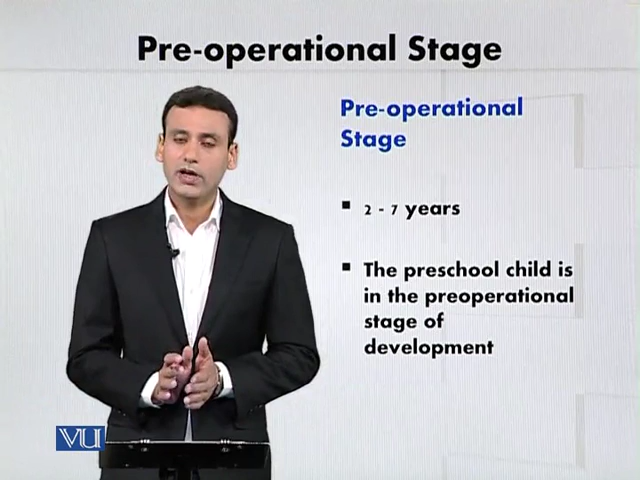 Pre-operational Stage
Pre-operational
Stage
▪ 2 - 7 years
▪ The preschool child is
in the preoperational
stage of
development
VU